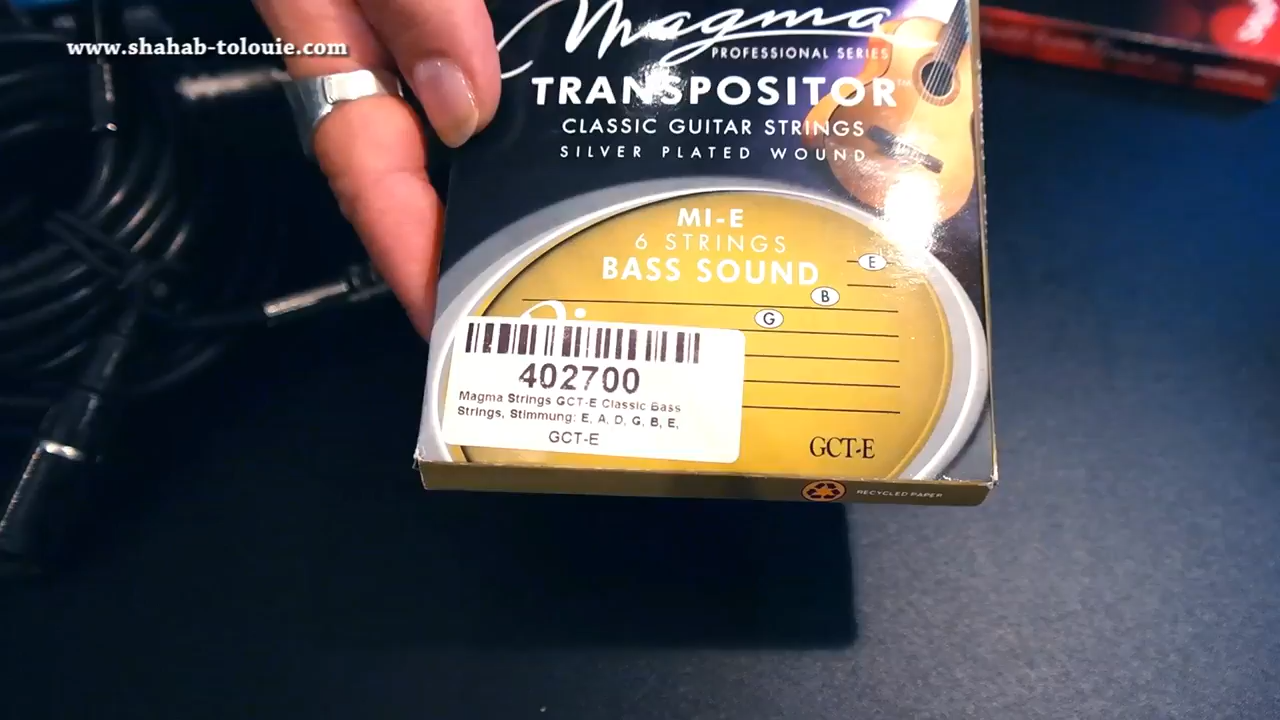 www.shahab-tolouie.com
Magma
PROFESSIONAL SERIES
TRANSPOSITOR™
CLASSIC GUITAR STRINGS
SILVER PLATED WOUND
MI-E
6 STRINGS
BASS SOUND
E
B
G
402700
Magma Strings GCT-E Classic Bass
Strings, Stimmung: E, A, D, G, B, E,
GCT-E
GCT-E
RECYCLED PAPER